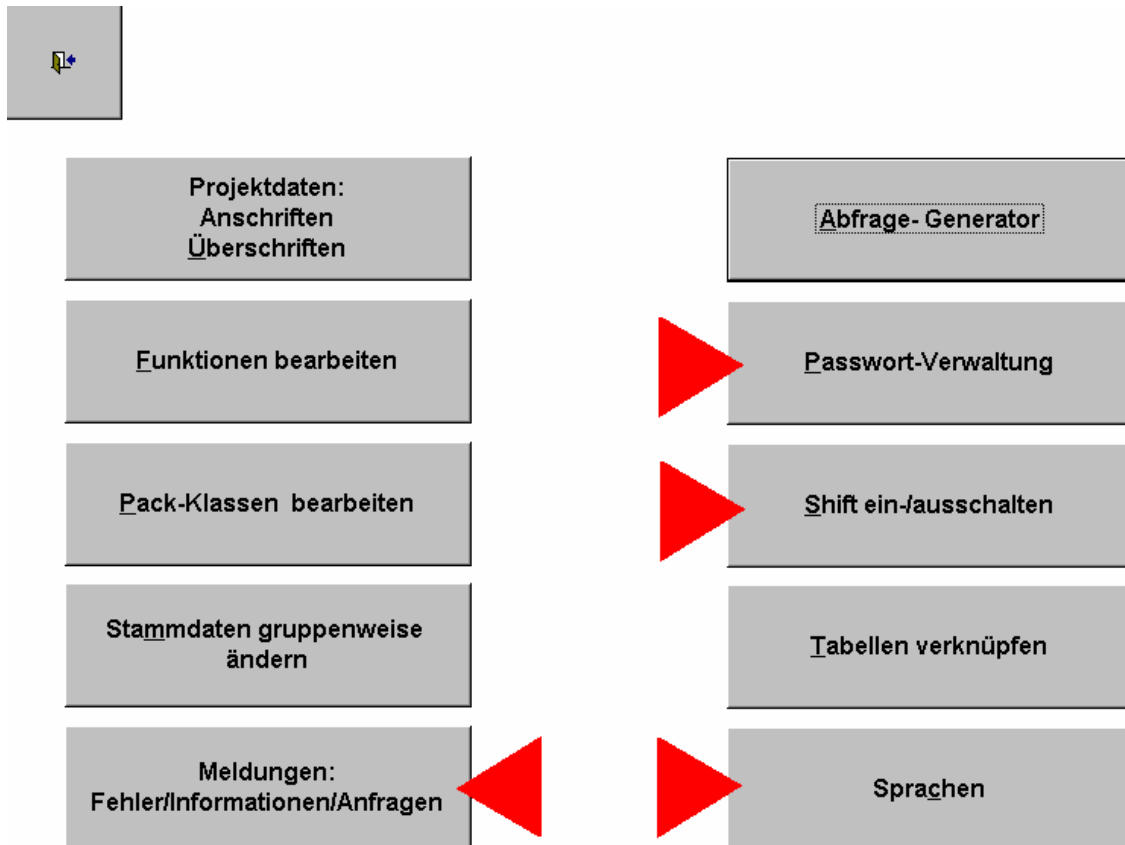 Projektdaten:
Anschriften
Überschriften
Funktionen bearbeiten
Pack-Klassen bearbeiten
Stammdaten gruppenweise
ändern
Meldungen:
Fehler/Informationen/Anfragen
Abfrage- Generator
Passwort-Verwaltung
Shift ein-/ausschalten
Tabellen verknüpfen
Sprachen